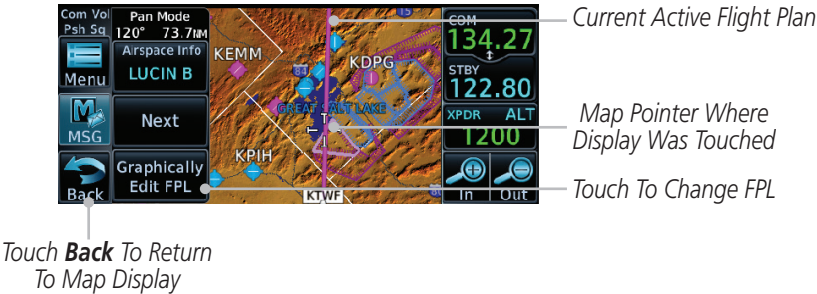 Com Vol
Psh Sq
Pan Mode
120° 73.7NM
Menu
Airspace Info
LUCIN B
MSG
Next
Back
Graphically
Edit FPL
KEMM
KDPG
15
84
GREAT SALT LAKE
KPIH
KTWF
80
COM
134.27
STBY
122.80
XPDR ALT
1200
In
Out
Current Active Flight Plan
Map Pointer Where
Display Was Touched
Touch To Change FPL
Touch Back To Return
To Map Display